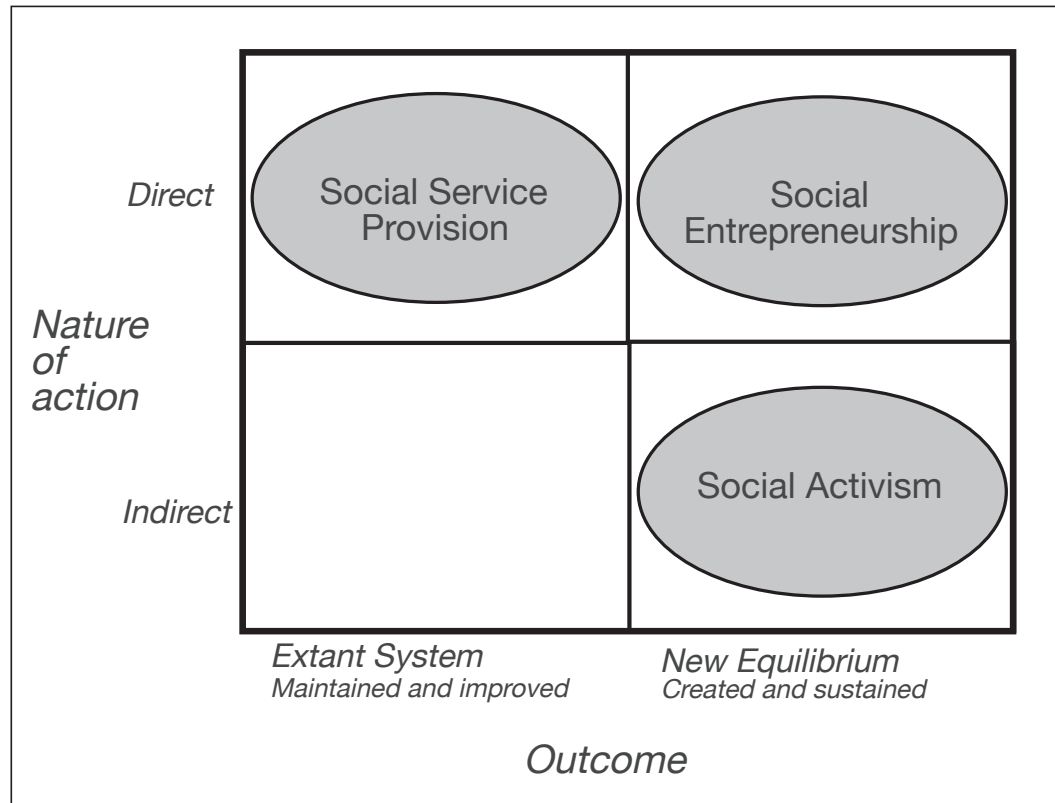 Direct
Social Service
Provision
Social
Entrepreneurship
Nature
of
action
Indirect
Social Activism
Extant System
Maintained and improved
New Equilibrium
Created and sustained
Outcome